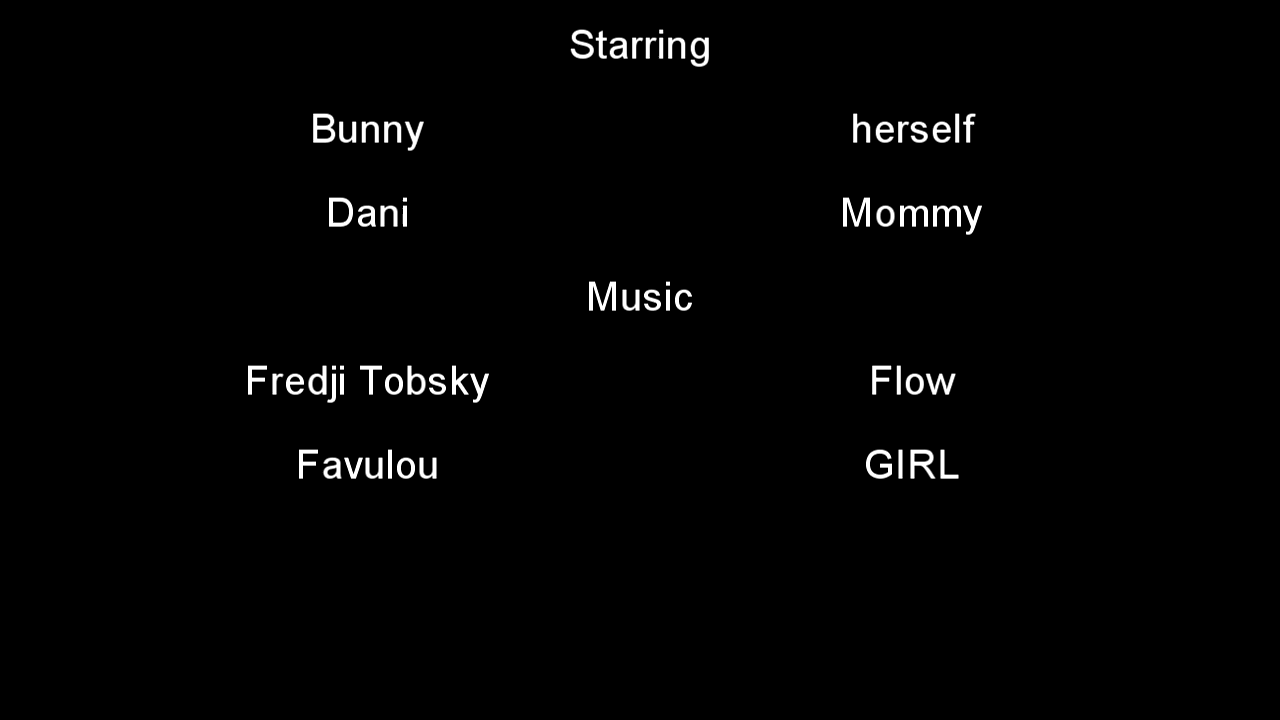 Starring
Bunny herself
Dani Mommy
Music
Fredji Tobsky Flow
Favulou GIRL